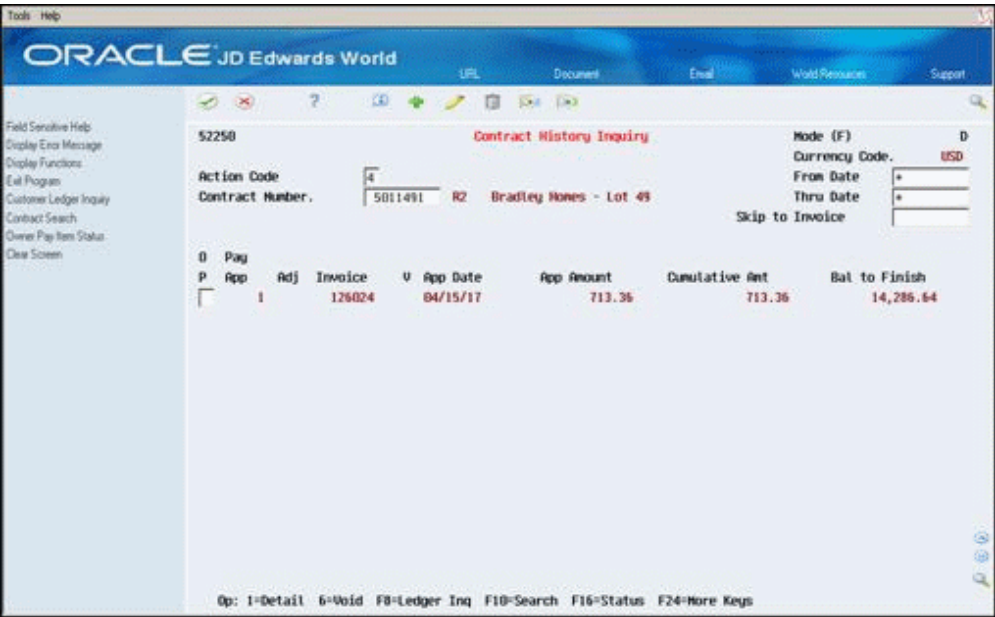 Tools Help
ORACLE JD Edwards World
URL Document Email World Resources Support
Field Sensitive Help
Display Error Message
Display Functions
Exit Program
Customer Ledger Inquiry
Contract Search
Owner Pay Item Status
Clear Screen
52250 Contract History Inquiry Mode (F) D
Currency Code. USD
Action Code 4 From Date *
Contract Number. 5011491 R2 Bradley Homes - Lot 49 Thru Date *
Skip to Invoice
O Pay
P App Adj Invoice V App Date App Amount Cumulative Amt Bal to Finish
1 126024 04/15/17 713.36 713.36 14,286.64
Op: 1=Detail 6=Void F8=Ledger Inq F10=Search F16=Status F24=More Keys